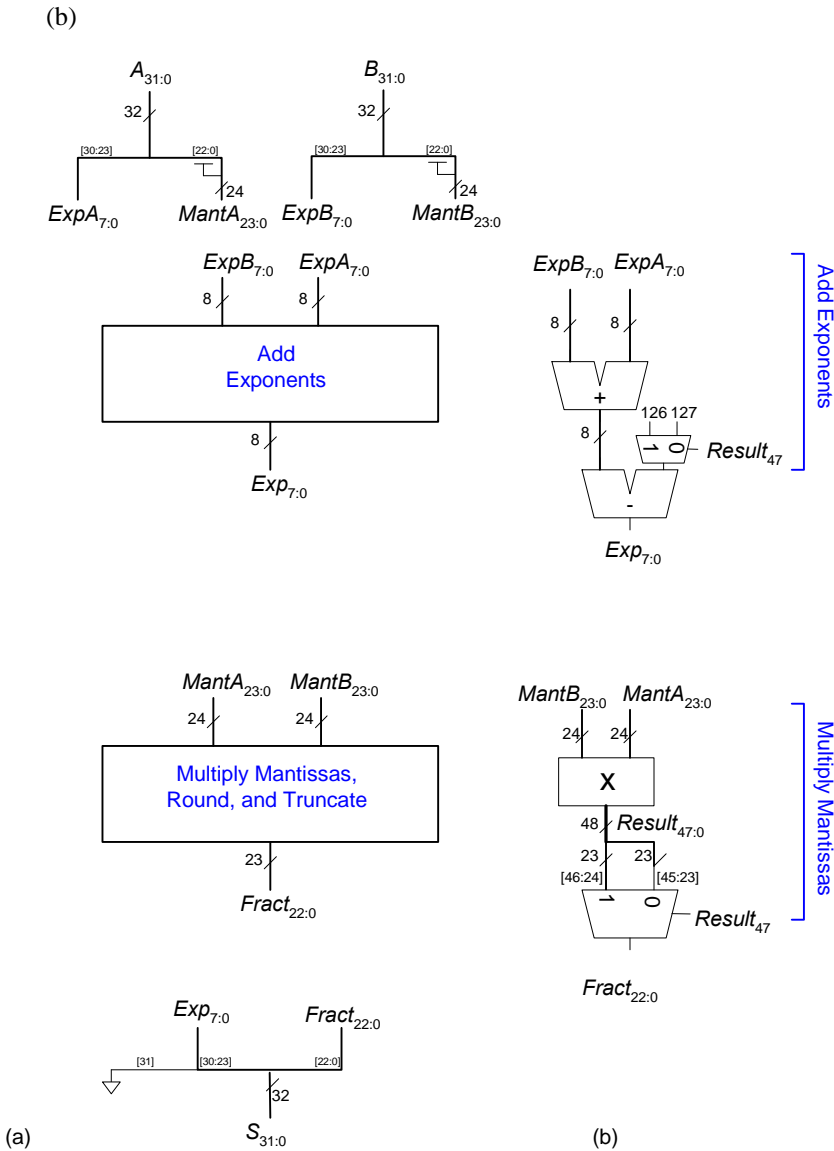 (b)
A31:0
B31:0
32
32
[30:23]
[22:0]
[30:23]
[22:0]
24
24
ExpA7:0
MantA23:0
ExpB7:0
MantB23:0
ExpB7:0
ExpA7:0
8
8
Add
Exponents
8
Exp7:0
ExpB7:0
ExpA7:0
8
8
+
126
127
8
1
0
Result47
-
Exp7:0
Add Exponents
MantA23:0
MantB23:0
24
24
Multiply Mantissas,
Round, and Truncate
23
Fract22:0
MantB23:0
MantA23:0
24
24
X
48
Result47:0
23
23
[46:24]
[45:23]
1
0
Result47
Fract22:0
Multiply Mantissas
Exp7:0
Fract22:0
[31]
[30:23]
[22:0]
32
S31:0
(a)
(b)